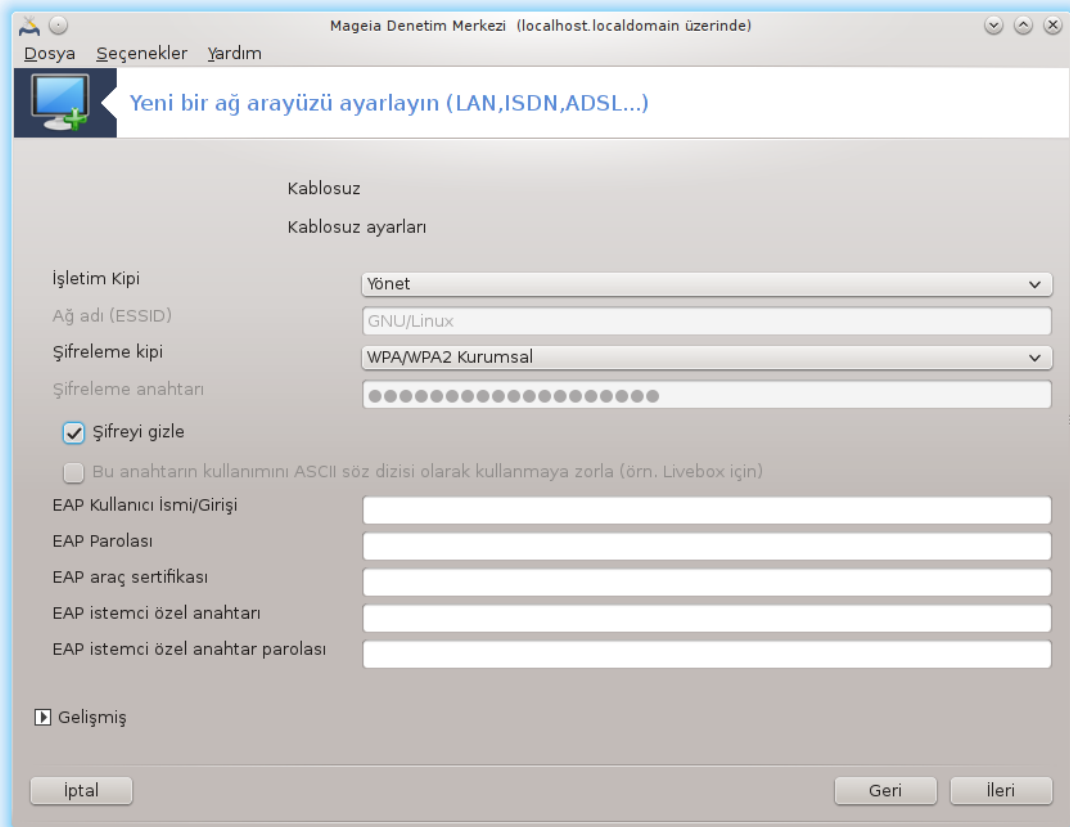 Mageia Denetim Merkezi (localhost.localdomain üzerinde)
Dosya Seçenekler Yardım
Yeni bir ağ arayüzü ayarlayın (LAN,ISDN,ADSL...)
Kablosuz
Kablosuz ayarları
İşletim Kipi Yönet
Ağ adı (ESSID) GNU/Linux
Şifreleme kipi WPA/WPA2 Kurumsal
Şifreleme anahtarı ●●●●●●●●●●●●●●●●●●●
Şifreyi gizle
Bu anahtarın kullanımını ASCII söz dizisi olarak kullanmaya zorla (örn. Livebox için)
EAP Kullanıcı İsmi/Girişi
EAP Parolası
EAP araç sertifikası
EAP istemci özel anahtarı
EAP istemci özel anahtar parolası
Gelişmiş
İptal Geri İleri